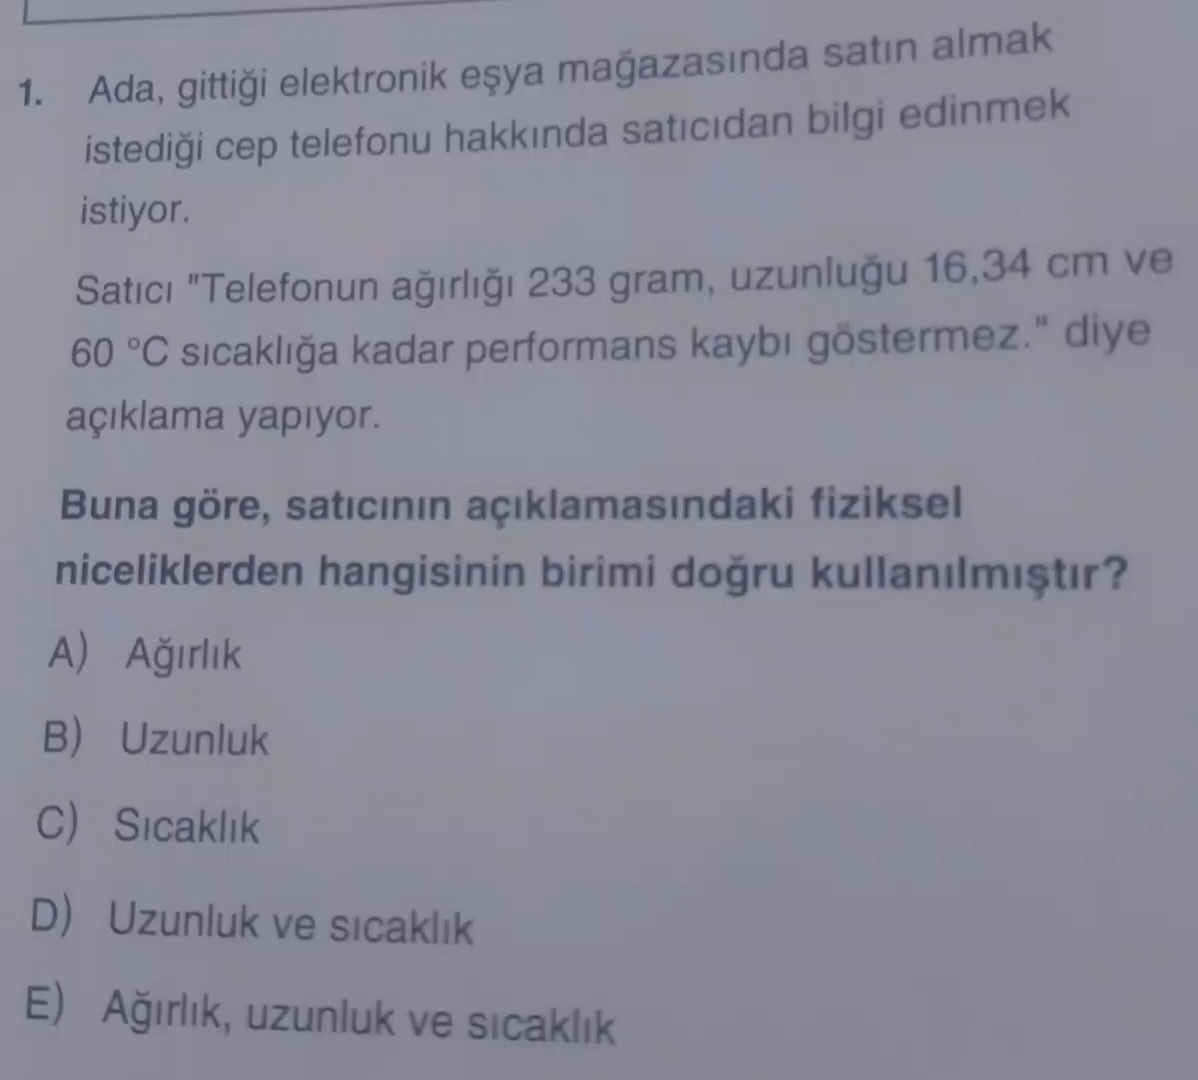 1. Ada, gittiği elektronik eşya mağazasında satın almak
istediği cep telefonu hakkında satıcıdan bilgi edinmek
istiyor.
Satıcı "Telefonun ağırlığı 233 gram, uzunluğu 16,34 cm ve
60 °C sıcaklığa kadar performans kaybı göstermez." diye
açıklama yapıyor.
Buna göre, satıcının açıklamasındaki fiziksel
niceliklerden hangisinin birimi doğru kullanılmıştır?
A) Ağırlık
B) Uzunluk
C) Sıcaklık
D) Uzunluk ve sıcaklık
E) Ağırlık, uzunluk ve sıcaklık